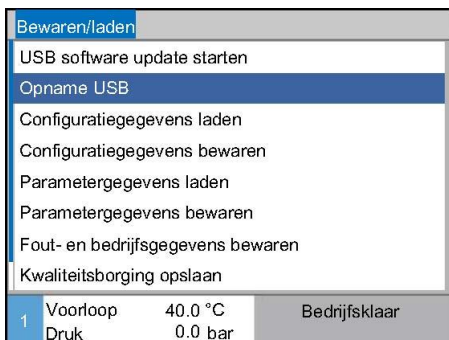 Bewaren/laden
USB software update starten
Opname USB
Configuratiegegevens laden
Configuratiegegevens bewaren
Parametergegevens laden
Parametergegevens bewaren
Fout- en bedrijfsgegevens bewaren
Kwaliteitsborging opslaan
1 Voorloop 40.0 °C Bedrijfsklaar
Druk 0.0 bar